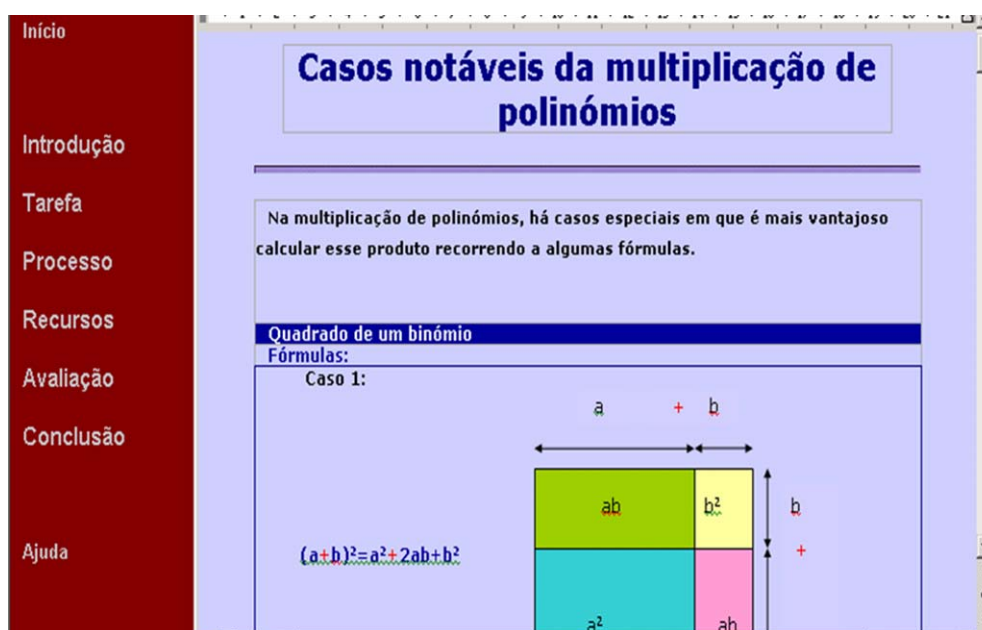 Início
Introdução
Tarefa
Processo
Recursos
Avaliação
Conclusão
Ajuda
Casos notáveis da multiplicação de
polinómios
Na multiplicação de polinómios, há casos especiais em que é mais vantajoso
calcular esse produto recorrendo a algumas fórmulas.
Quadrado de um binómio
Fórmulas:
Caso 1:
a + b
ab b² b
+
(a+b)²=a²+2ab+b²
a² ab